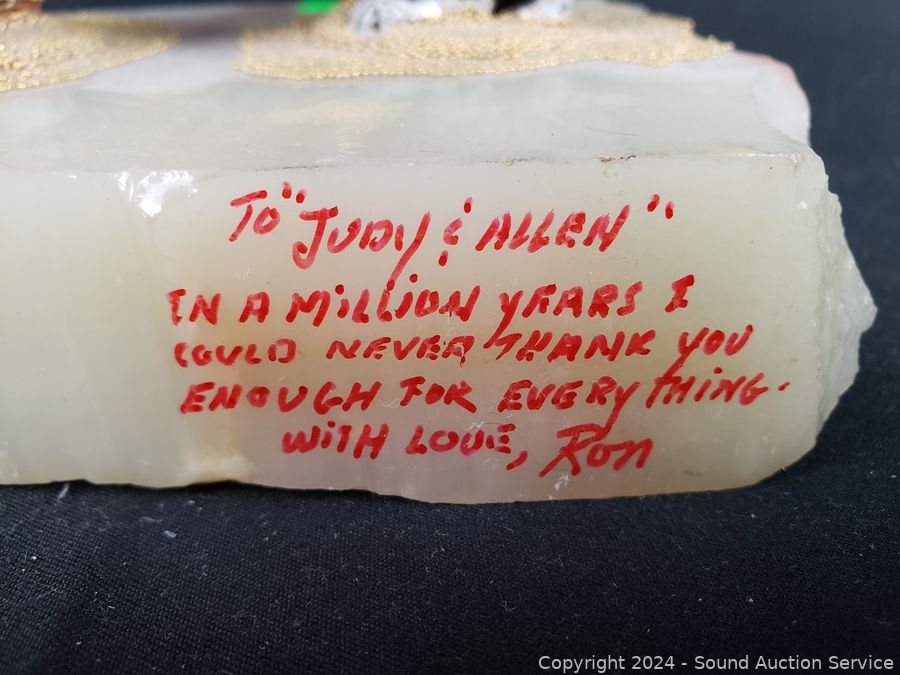 To "JUDY & ALLEN"
IN A MILLION YEARS I
COULD NEVER THANK YOU
ENOUGH FOR EVERYTHING.
WITH LOVE, Ron
Copyright © 2024 - Sound Auction Service